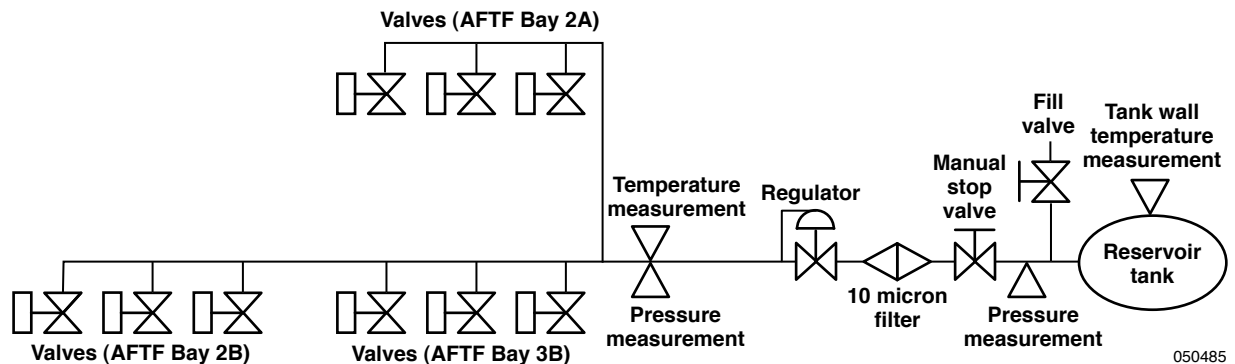 Valves (AFTF Bay 2A)
Fill
valve
Tank wall
temperature
measurement
Manual
stop
valve
Temperature
measurement
Regulator
Reservoir
tank
10 micron
filter
Pressure
measurement
Pressure
measurement
Valves (AFTF Bay 2B)
Valves (AFTF Bay 3B)
050485